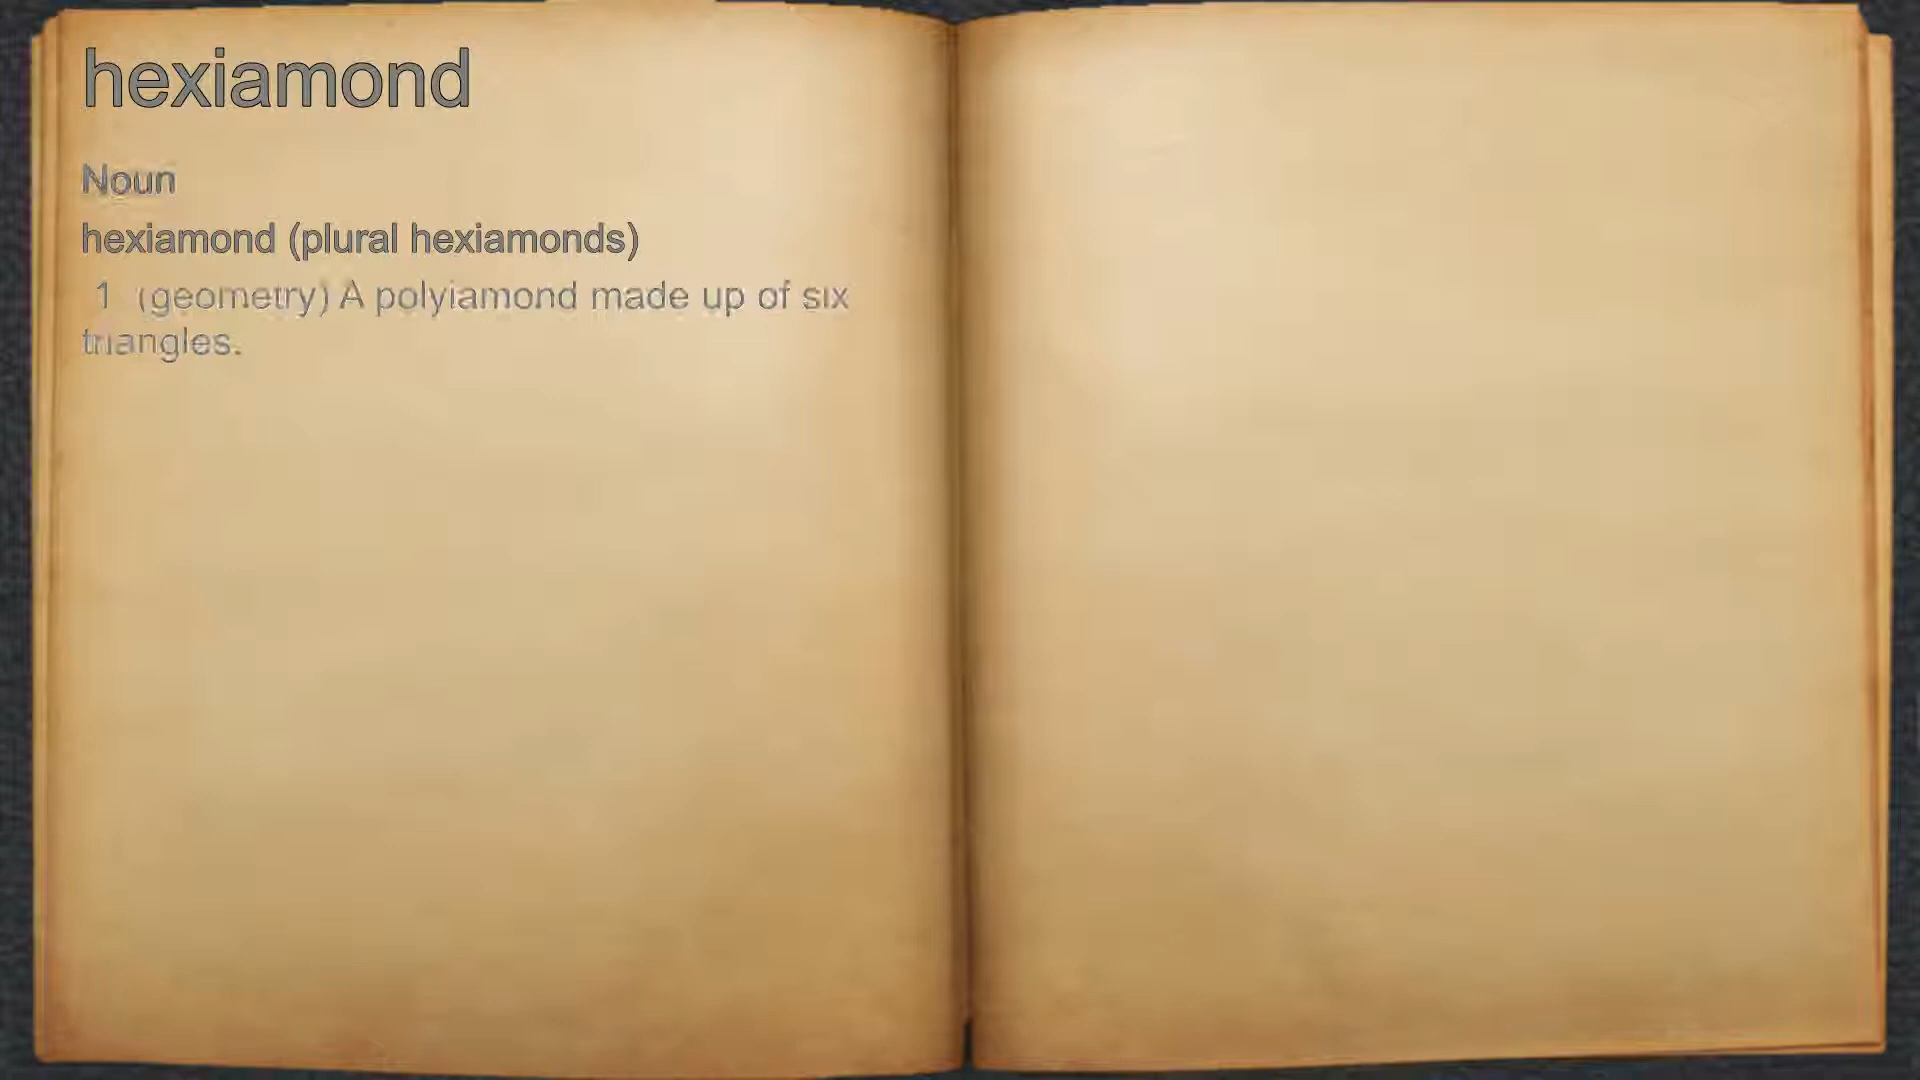 hexiamond
Noun
hexiamond (plural hexiamonds)
1 (geometry) A polyiamond made up of six
triangles.